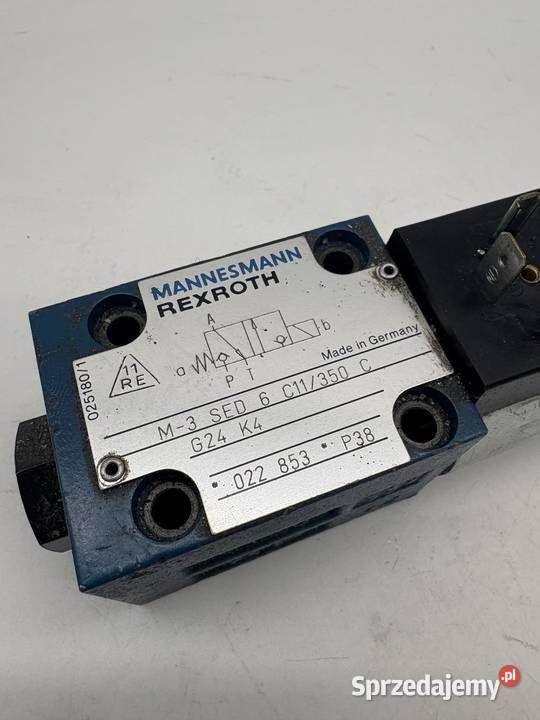 MANNESMANN
REXROTH
025180/1
11
RE
A
a
b
P T
Made in Germany
M-3 SED 6 C11/350 C
G24 K4
022 853 P38
Sprzedajemy.pl